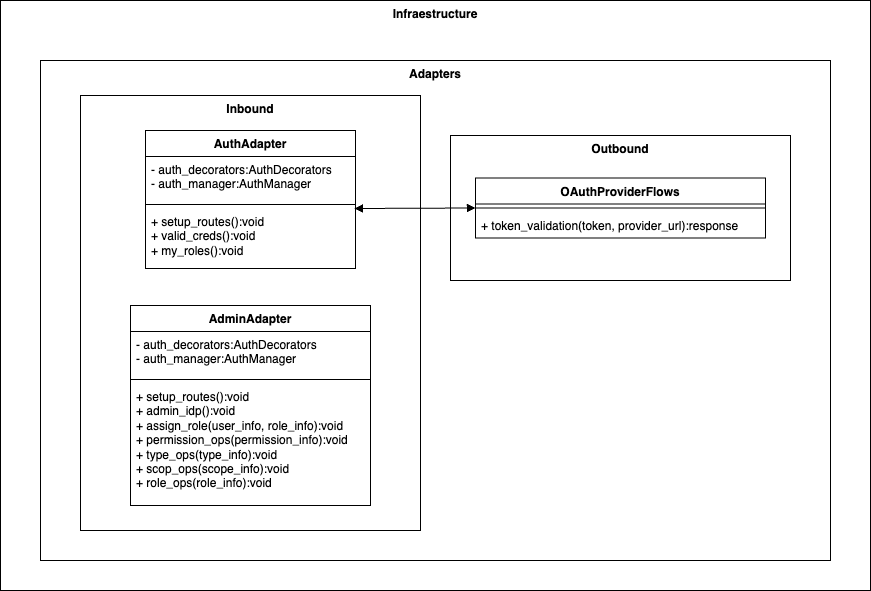 Infraestructure
Adapters
Inbound
AuthAdapter
- auth_decorators:AuthDecorators
- auth_manager:AuthManager
+ setup_routes():void
+ valid_creds():void
+ my_roles():void
Outbound
OAuthProviderFlows
+ token_validation(token, provider_url):response
AdminAdapter
- auth_decorators:AuthDecorators
- auth_manager:AuthManager
+ setup_routes():void
+ admin_idp():void
+ assign_role(user_info, role_info):void
+ permission_ops(permission_info):void
+ type_ops(type_info):void
+ scop_ops(scope_info):void
+ role_ops(role_info):void